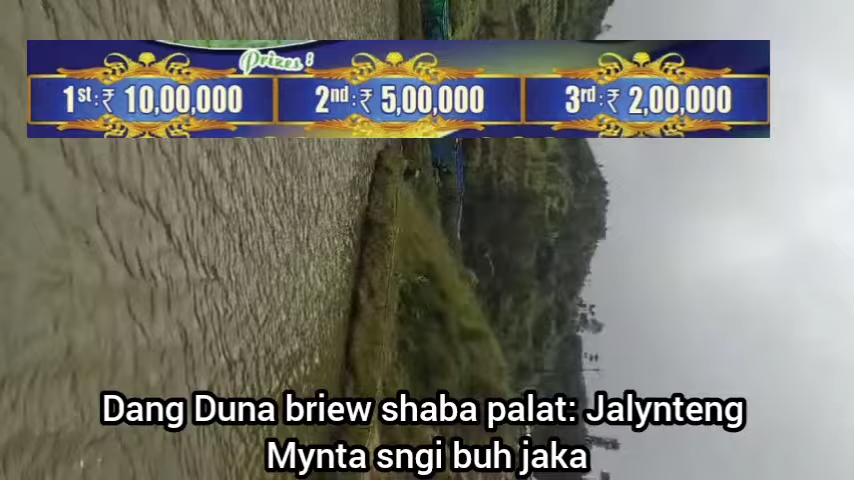 Prizes :
1st : ₹ 10,00,000 2nd : ₹ 5,00,000 3rd : ₹ 2,00,000
Dang Duna briew shaba palat: Jalynteng
Mynta sngi buh jaka